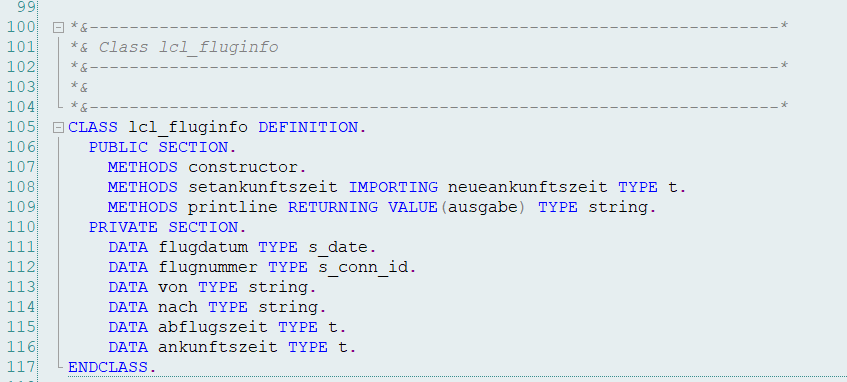 99
100 *&---------------------------------------------------------------------*
101 *& Class lcl_fluginfo
102 *&---------------------------------------------------------------------*
103 *&
104 *&---------------------------------------------------------------------*
105 CLASS lcl_fluginfo DEFINITION.
106   PUBLIC SECTION.
107     METHODS constructor.
108     METHODS setankunftszeit IMPORTING neueankunftszeit TYPE t.
109     METHODS printline RETURNING VALUE(ausgabe) TYPE string.
110   PRIVATE SECTION.
111     DATA flugdatum TYPE s_date.
112     DATA flugnummer TYPE s_conn_id.
113     DATA von TYPE string.
114     DATA nach TYPE string.
115     DATA abflugszeit TYPE t.
116     DATA ankunftszeit TYPE t.
117 ENDCLASS.